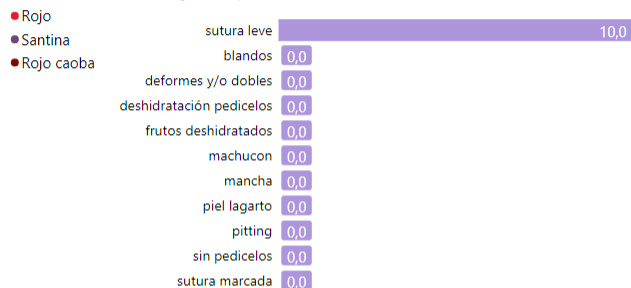 Rojo
Santina
Rojo caoba
sutura leve 10,0
blandos 0,0
deformes y/o dobles 0,0
deshidratación pedicelos 0,0
frutos deshidratados 0,0
machucon 0,0
mancha 0,0
piel lagarto 0,0
pitting 0,0
sin pedicelos 0,0
sutura marcada 0,0